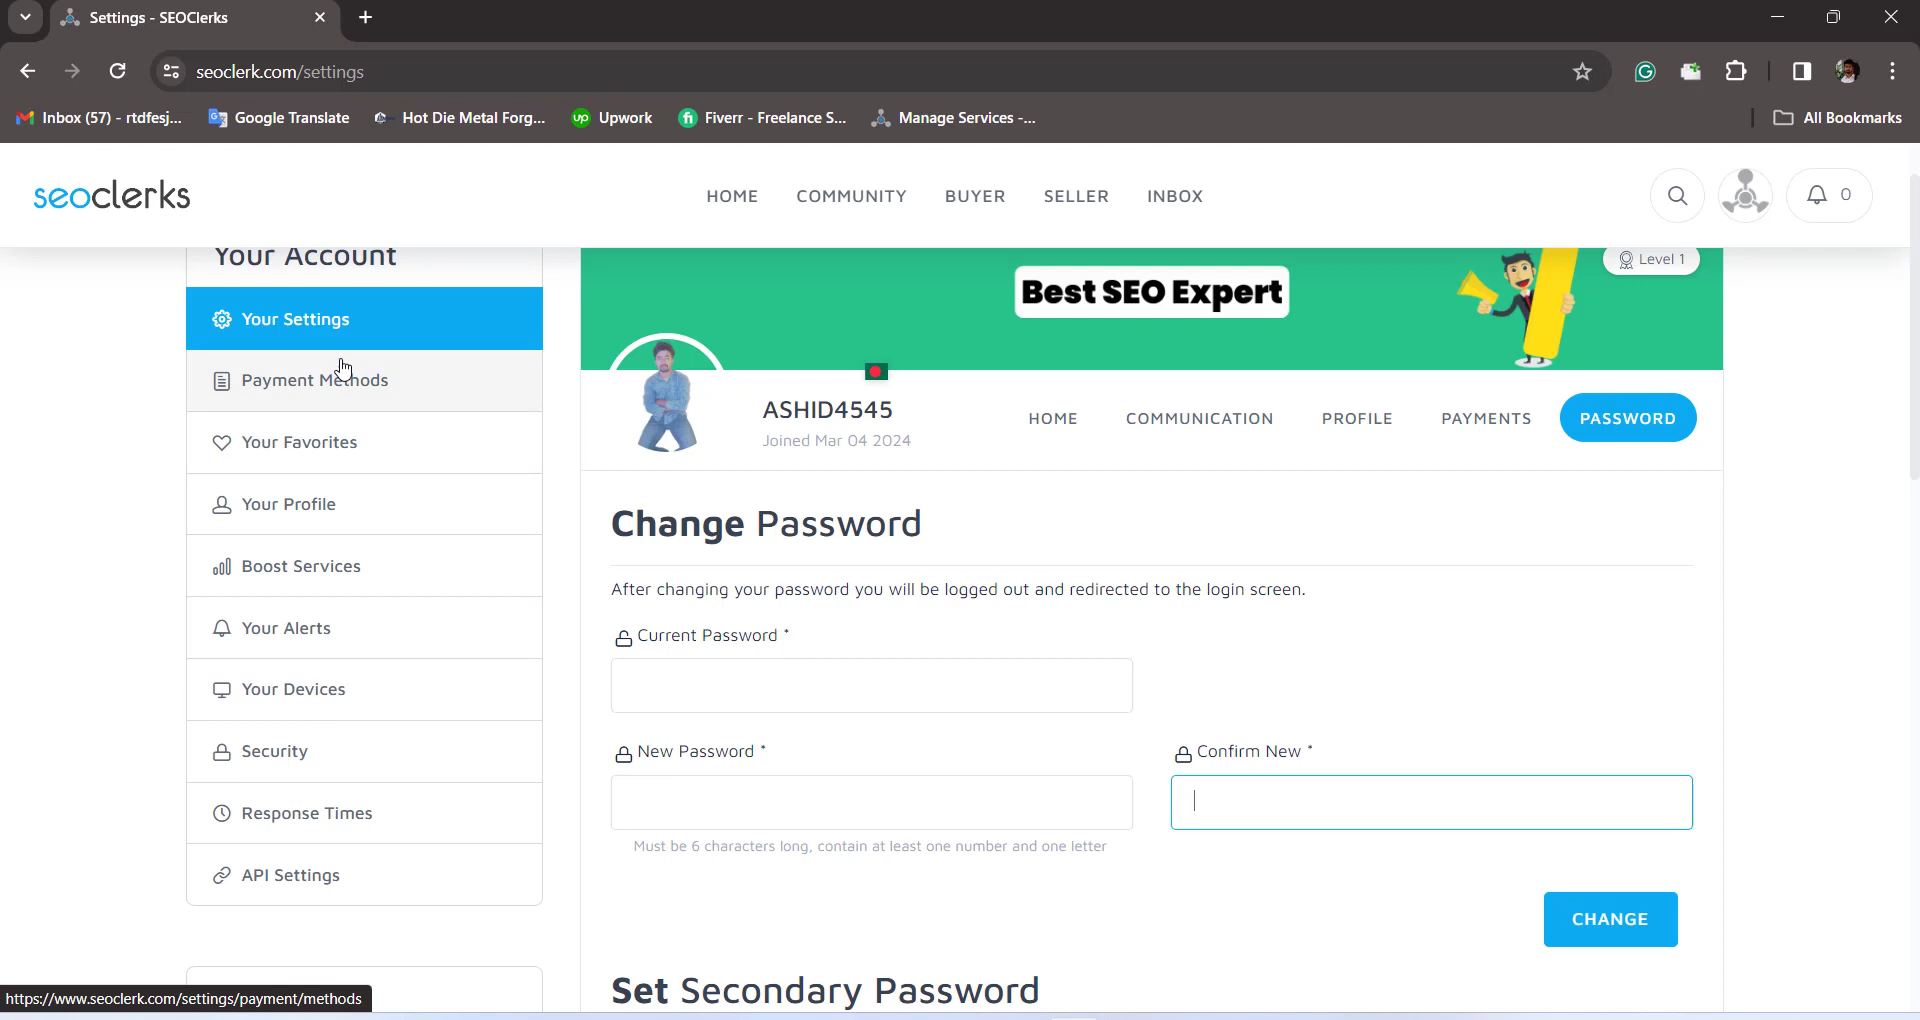 Settings - SEOClerks
seoclerk.com/settings
Inbox (57) - rtdfesj...
Google Translate
Hot Die Metal Forg...
Upwork
Fiverr - Freelance S...
Manage Services -...
All Bookmarks
seoclerks
HOME
COMMUNITY
BUYER
SELLER
INBOX
0
Your Account
Your Settings
Payment Methods
Your Favorites
Your Profile
Boost Services
Your Alerts
Your Devices
Security
Response Times
API Settings
Best SEO Expert
Level 1
ASHID4545
Joined Mar 04 2024
HOME
COMMUNICATION
PROFILE
PAYMENTS
PASSWORD
Change Password
After changing your password you will be logged out and redirected to the login screen.
Current Password *
New Password *
Confirm New *
Must be 6 characters long, contain at least one number and one letter
CHANGE
Set Secondary Password
https://www.seoclerk.com/settings/payment/methods